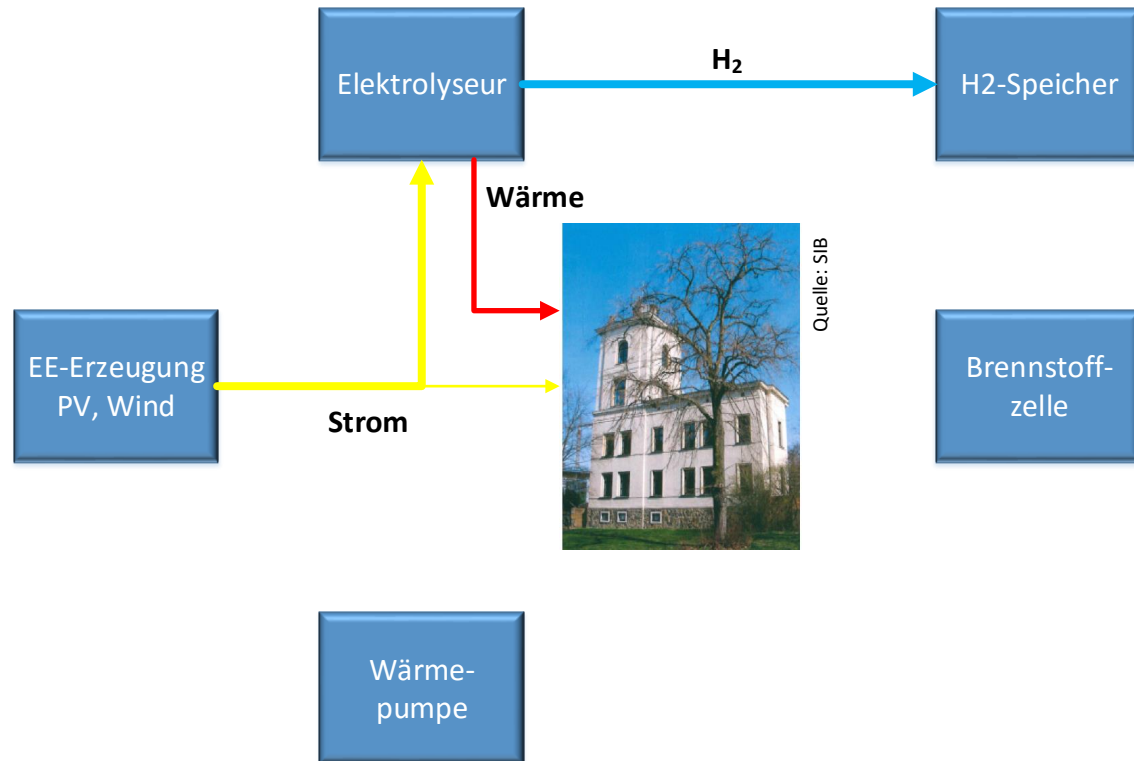 Elektrolyseur
H₂
H2-Speicher
Wärme
Quelle: SIB
EE-Erzeugung
PV, Wind
Strom
Brennstoff-
zelle
Wärme-
pumpe